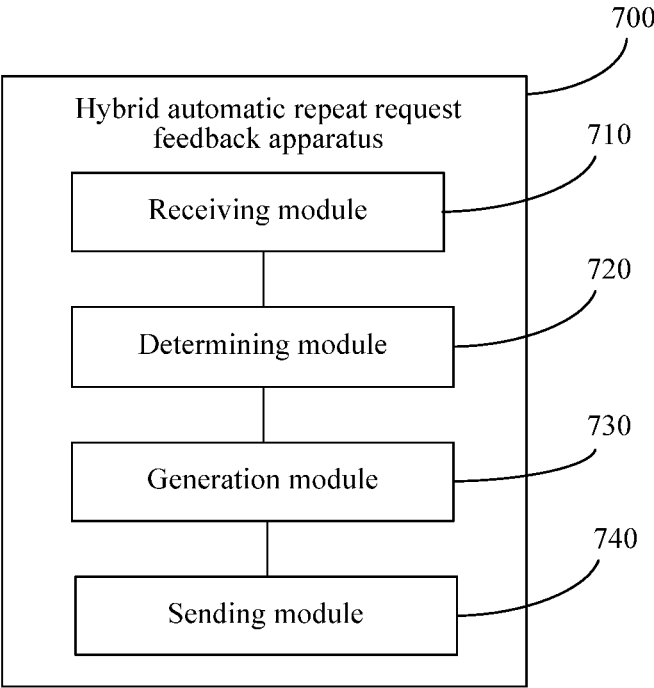 700
Hybrid automatic repeat request
feedback apparatus
710
Receiving module
720
Determining module
730
Generation module
740
Sending module